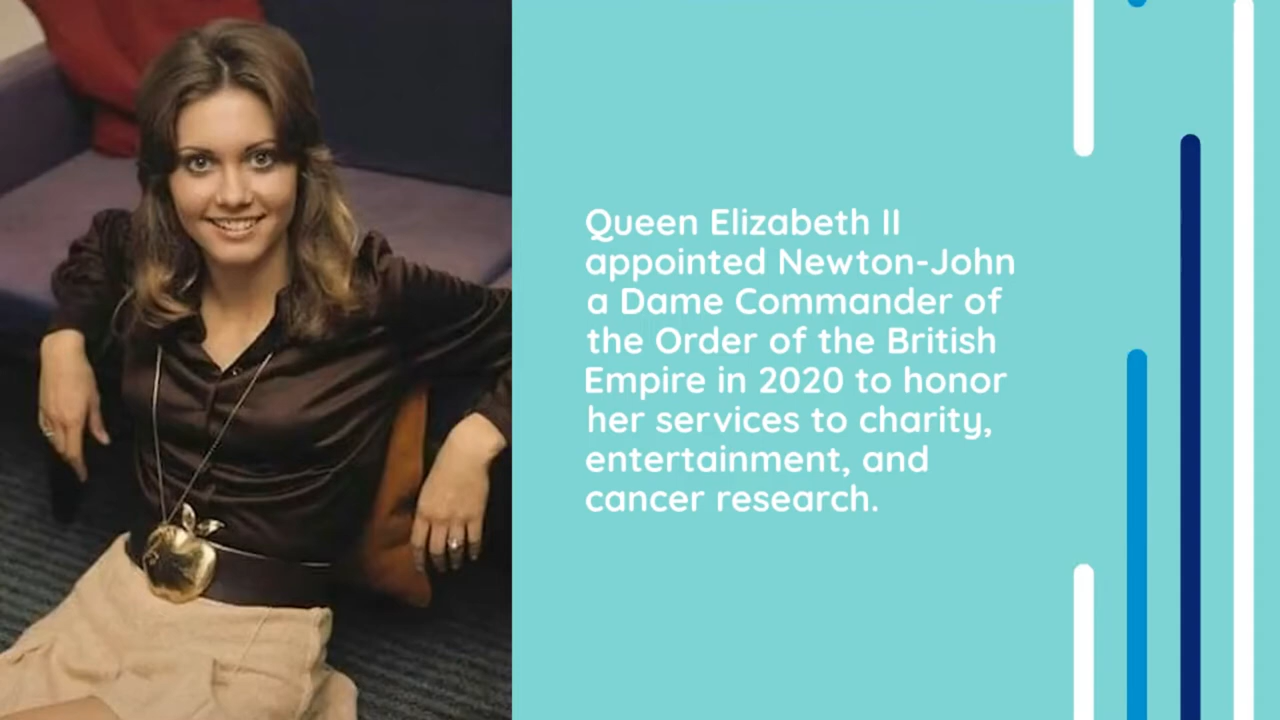 Queen Elizabeth II
appointed Newton-John
a Dame Commander of
the Order of the British
Empire in 2020 to honor
her services to charity,
entertainment, and
cancer research.